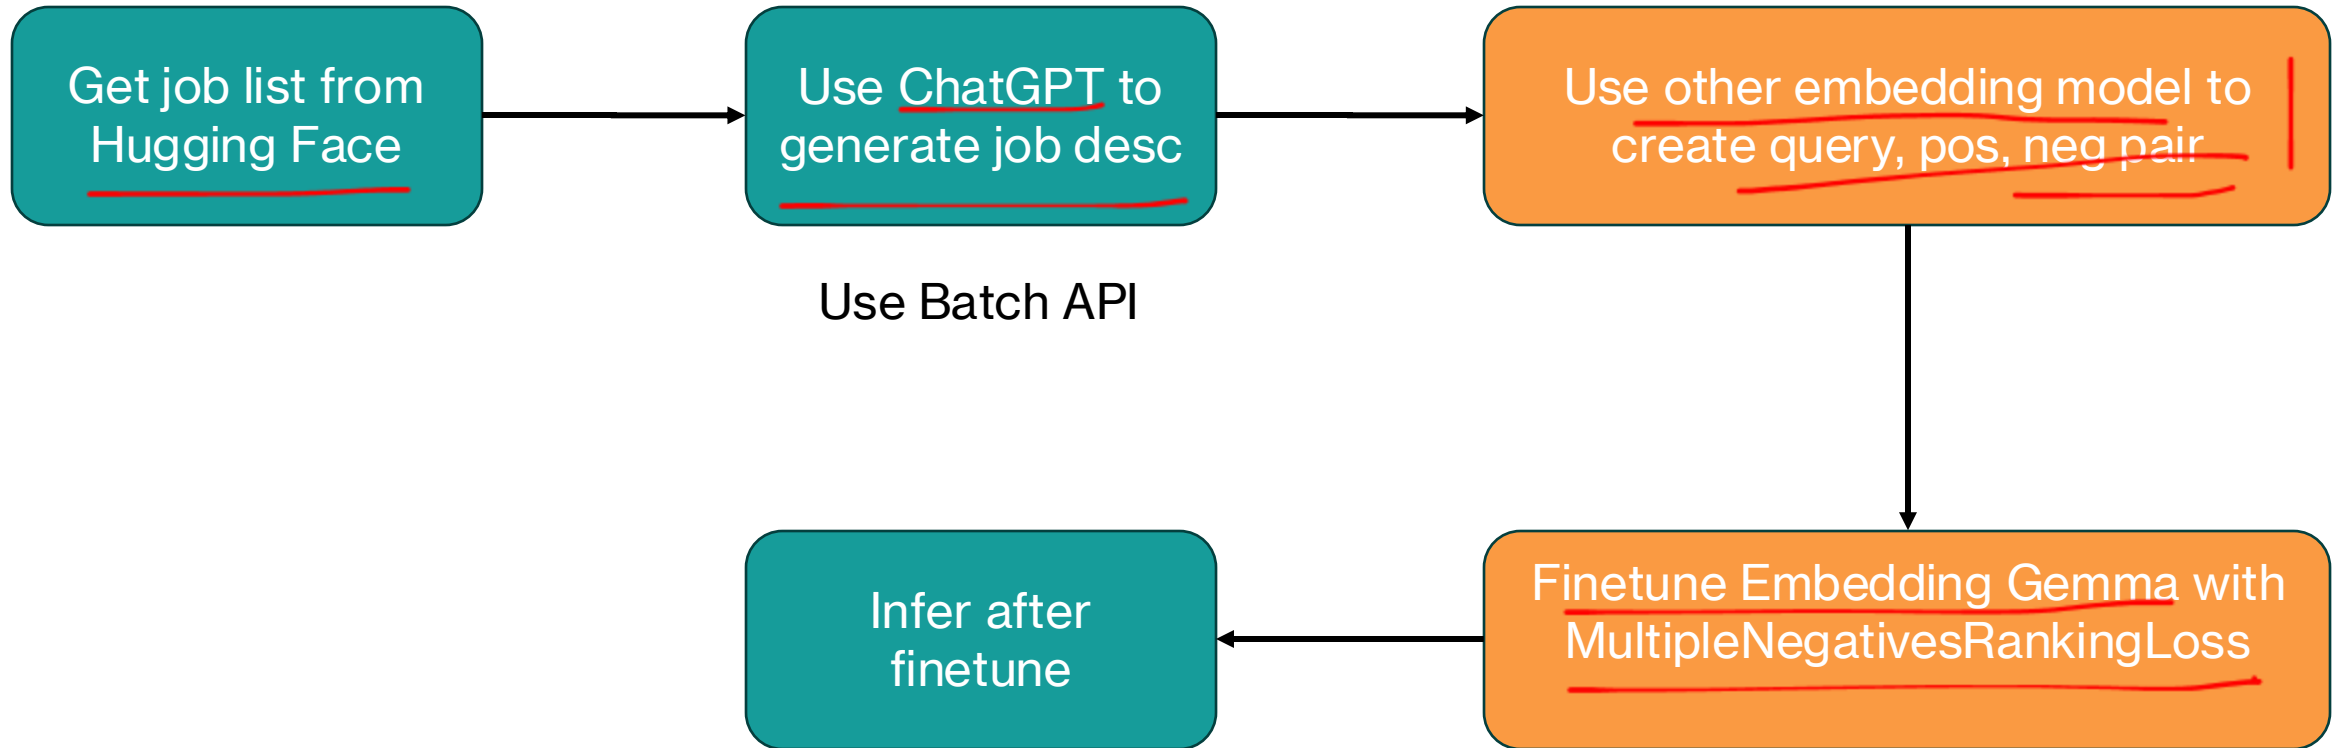 Get job list from
Hugging Face
Use ChatGPT to
generate job desc
Use other embedding model to
create query, pos, neg pair
Use Batch API
Finetune Embedding Gemma with
MultipleNegativesRankingLoss
Infer after
finetune